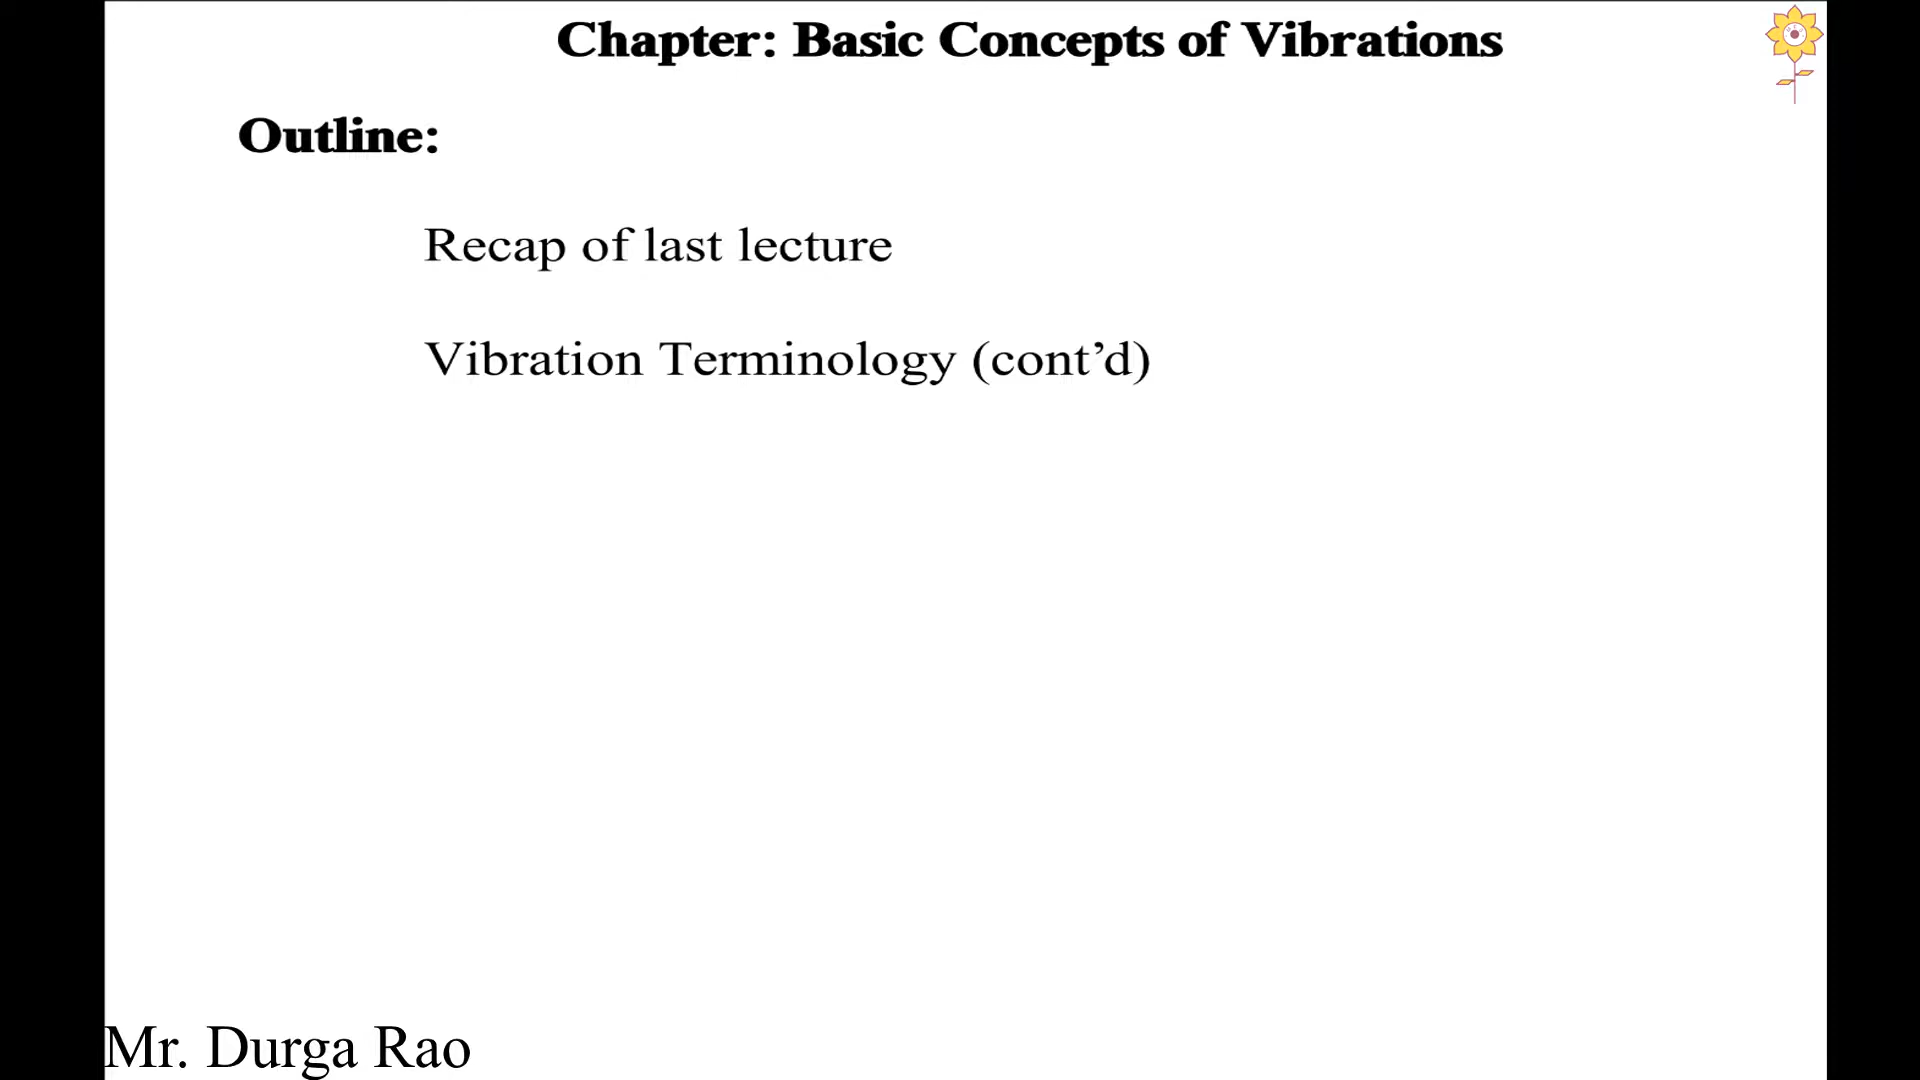 Chapter: Basic Concepts of Vibrations
Outline:
Recap of last lecture
Vibration Terminology (cont’d)
Mr. Durga Rao